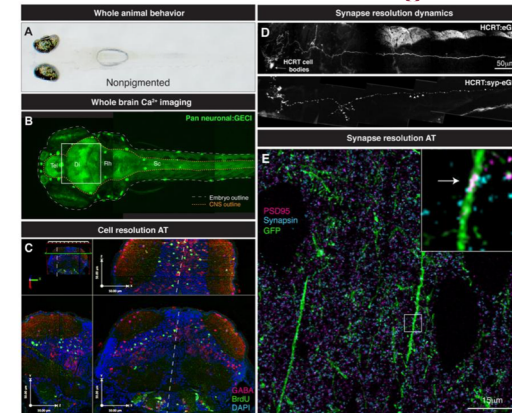 Whole animal behavior
A
Nonpigmented
Whole brain Ca²⁺ imaging
B
Pan neuronal:GECI
Tel
Di
Rh
Sc
Embryo outline
CNS outline
Cell resolution AT
C
GABA
BrdU
DAPI
Synapse resolution dynamics
D
HCRT:eG
HCRT cell
bodies
50μm
HCRT:syp-eG
Synapse resolution AT
E
PSD95
Synapsin
GFP
15μm